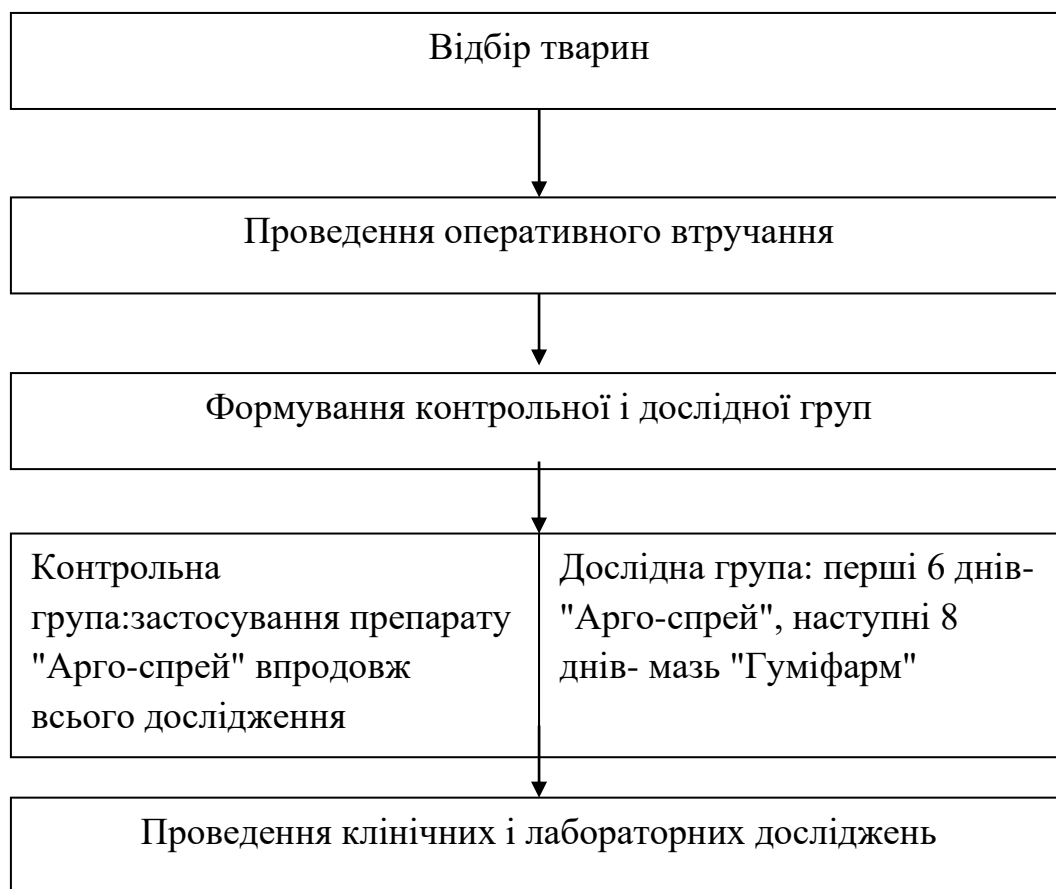 Відбір тварин
Проведення оперативного втручання
Формування контрольної і дослідної груп
Контрольна
група:застосування препарату
"Арго-спрей" впродовж
всього дослідження
Дослідна група: перші 6 днів-
"Арго-спрей", наступні 8
днів- мазь "Гуміфарм"
Проведення клінічних і лабораторних досліджень